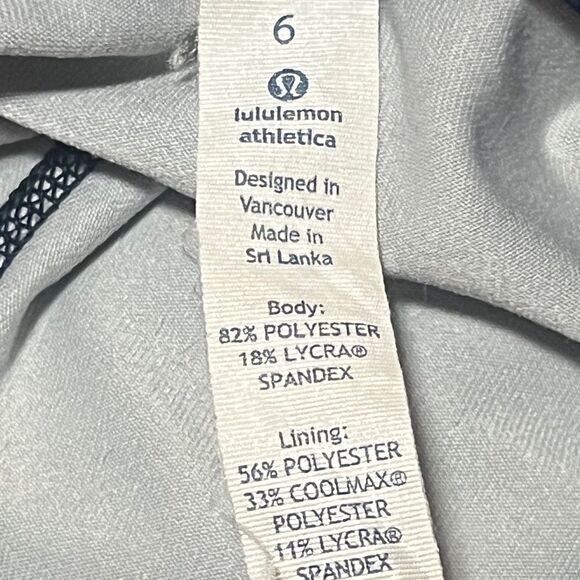 6
lululemon
athletica
Designed in
Vancouver
Made in
Sri Lanka
Body:
82% POLYESTER
18% LYCRA®
SPANDEX
Lining:
56% POLYESTER
33% COOLMAX®
POLYESTER
11% LYCRA®
SPANDEX